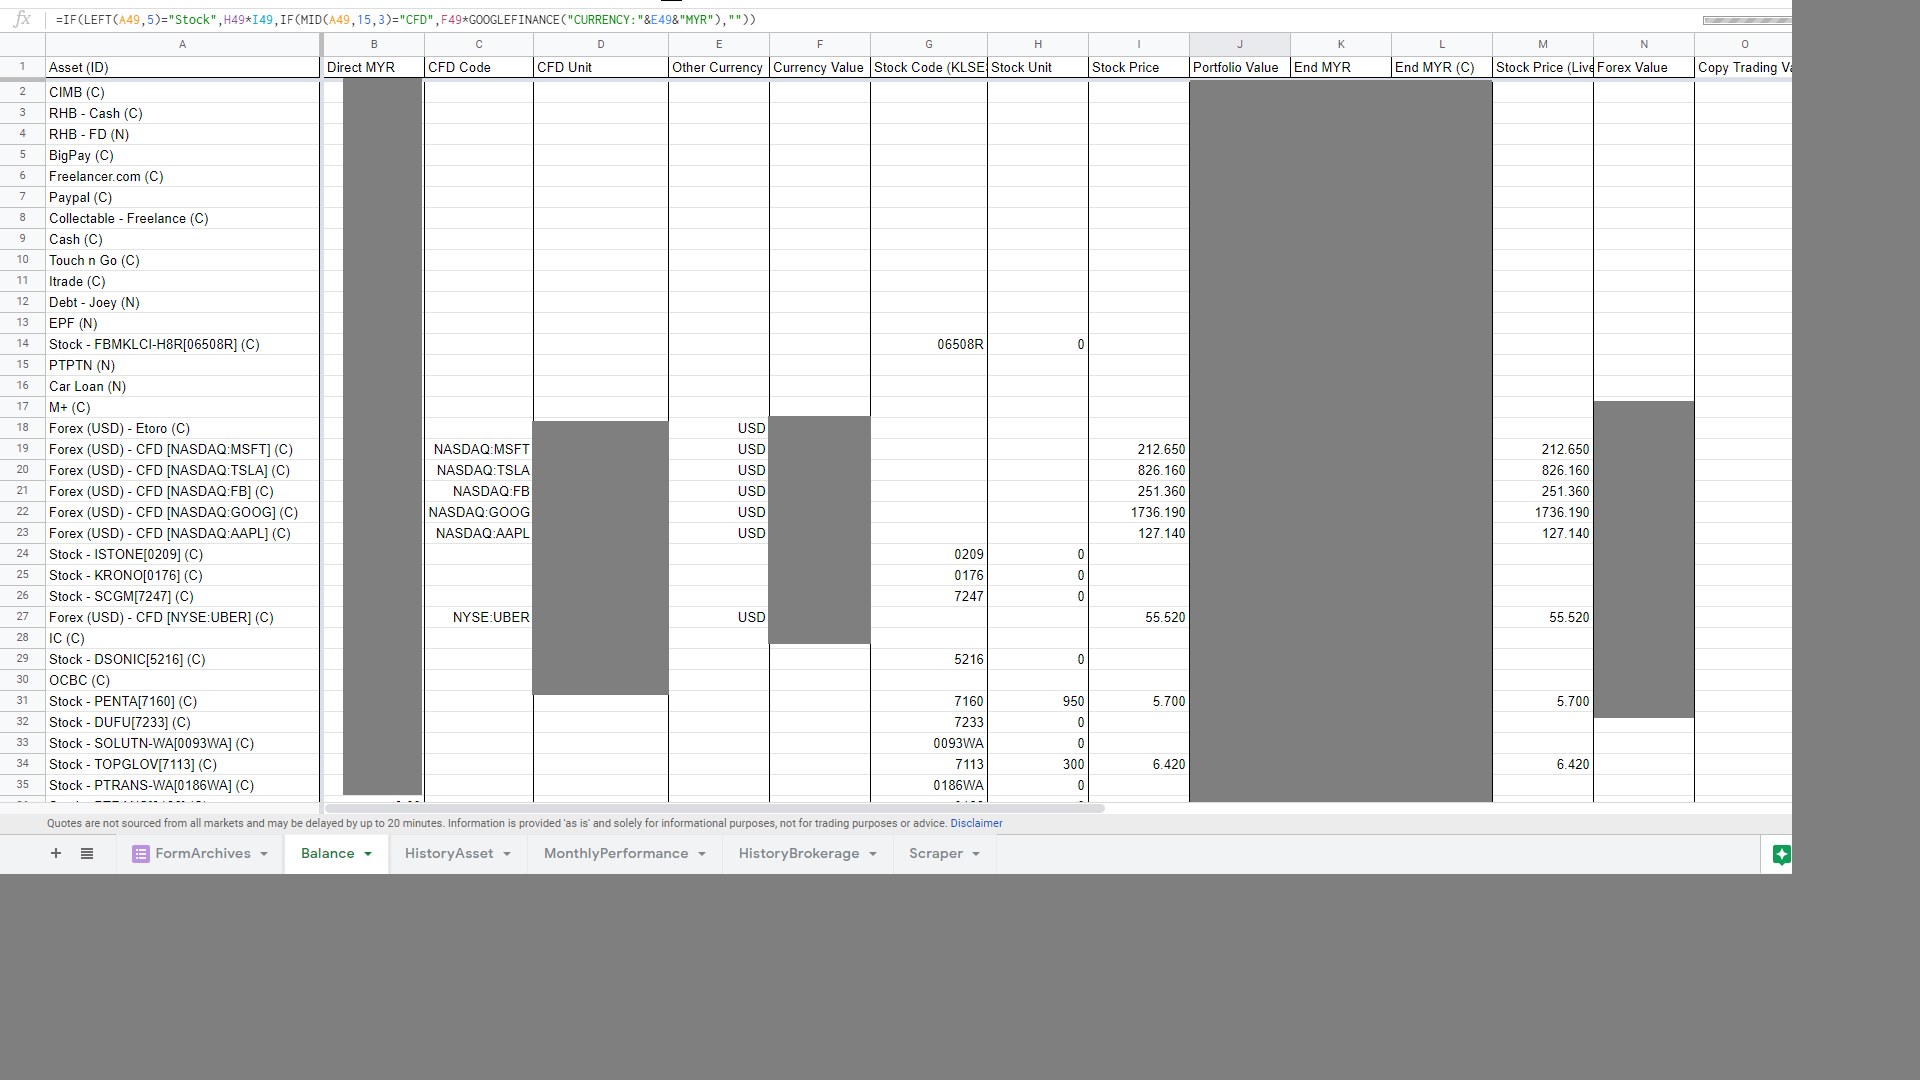 fx =IF(LEFT(A49,5)="Stock",H49*I49,IF(MID(A49,15,3)="CFD",F49*GOOGLEFINANCE("CURRENCY:"&E49&"MYR"),""))
A B C D E F G H I J K L M N O
1 Asset (ID) Direct MYR CFD Code CFD Unit Other Currency Currency Value Stock Code (KLSE: Stock Unit Stock Price Portfolio Value End MYR End MYR (C) Stock Price (Live Forex Value Copy Trading Va
2 CIMB (C)
3 RHB - Cash (C)
4 RHB - FD (N)
5 BigPay (C)
6 Freelancer.com (C)
7 Paypal (C)
8 Collectable - Freelance (C)
9 Cash (C)
10 Touch n Go (C)
11 Itrade (C)
12 Debt - Joey (N)
13 EPF (N)
14 Stock - FBMKLCI-H8R[06508R] (C) 06508R 0
15 PTPTN (N)
16 Car Loan (N)
17 M+ (C)
18 Forex (USD) - Etoro (C) USD
19 Forex (USD) - CFD [NASDAQ:MSFT] (C) NASDAQ:MSFT USD 212.650 212.650
20 Forex (USD) - CFD [NASDAQ:TSLA] (C) NASDAQ:TSLA USD 826.160 826.160
21 Forex (USD) - CFD [NASDAQ:FB] (C) NASDAQ:FB USD 251.360 251.360
22 Forex (USD) - CFD [NASDAQ:GOOG] (C) NASDAQ:GOOG USD 1736.190 1736.190
23 Forex (USD) - CFD [NASDAQ:AAPL] (C) NASDAQ:AAPL USD 127.140 127.140
24 Stock - ISTONE[0209] (C) 0209 0
25 Stock - KRONO[0176] (C) 0176 0
26 Stock - SCGM[7247] (C) 7247 0
27 Forex (USD) - CFD [NYSE:UBER] (C) NYSE:UBER USD 55.520 55.520
28 IC (C)
29 Stock - DSONIC[5216] (C) 5216 0
30 OCBC (C)
31 Stock - PENTA[7160] (C) 7160 950 5.700 5.700
32 Stock - DUFU[7233] (C) 7233 0
33 Stock - SOLUTN-WA[0093WA] (C) 0093WA 0
34 Stock - TOPGLOV[7113] (C) 7113 300 6.420 6.420
35 Stock - PTRANS-WA[0186WA] (C) 0186WA 0
Quotes are not sourced from all markets and may be delayed by up to 20 minutes. Information is provided 'as is' and solely for informational purposes, not for trading purposes or advice. Disclaimer
FormArchives Balance HistoryAsset MonthlyPerformance HistoryBrokerage Scraper